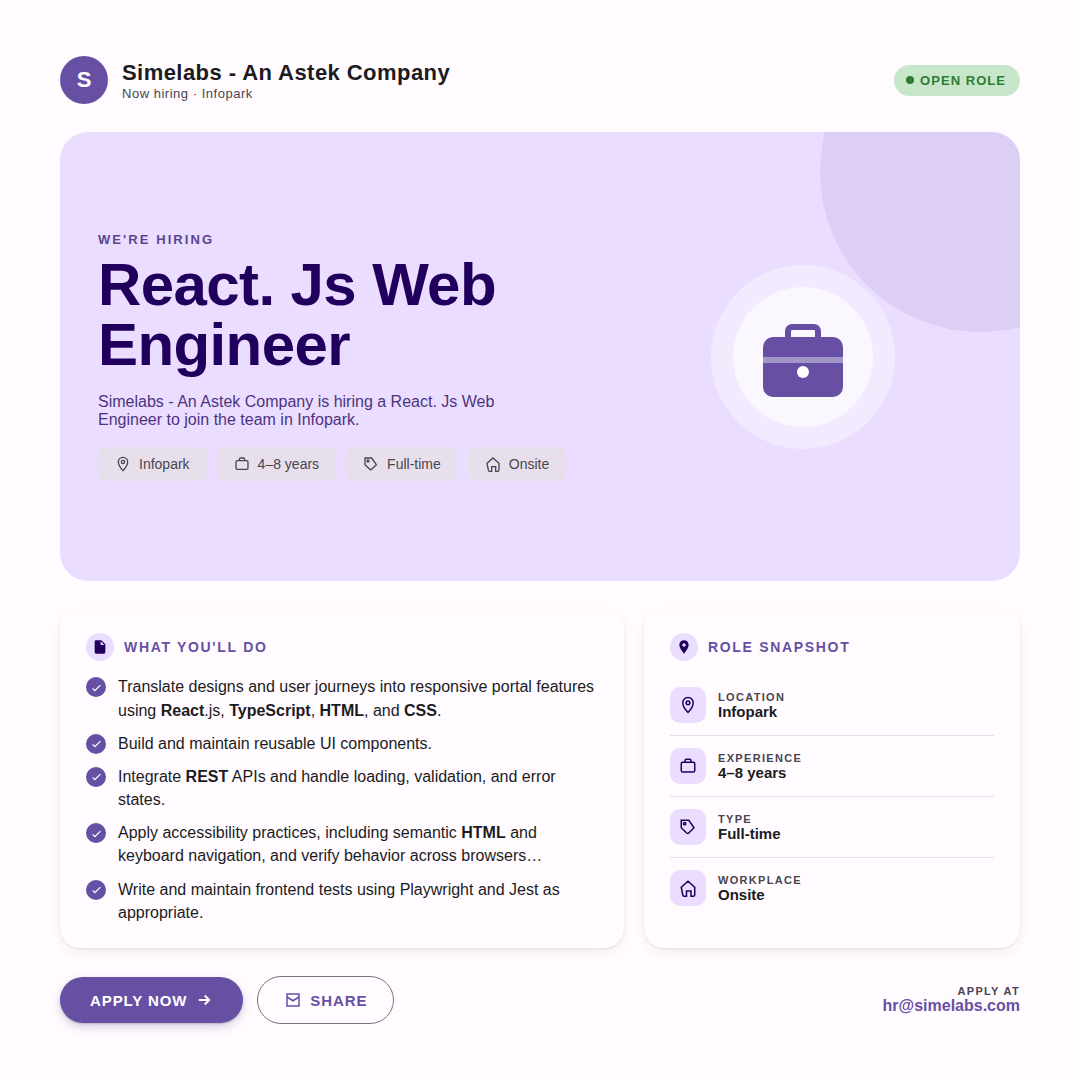 S
Simelabs - An Astek Company
Now hiring · Infopark
OPEN ROLE
WE'RE HIRING
React. Js Web
Engineer
Simelabs - An Astek Company is hiring a React. Js Web
Engineer to join the team in Infopark.
Infopark
4–8 years
Full-time
Onsite
WHAT YOU'LL DO
Translate designs and user journeys into responsive portal features
using React.js, TypeScript, HTML, and CSS.
Build and maintain reusable UI components.
Integrate REST APIs and handle loading, validation, and error
states.
Apply accessibility practices, including semantic HTML and
keyboard navigation, and verify behavior across browsers…
Write and maintain frontend tests using Playwright and Jest as
appropriate.
ROLE SNAPSHOT
LOCATION
Infopark
EXPERIENCE
4–8 years
TYPE
Full-time
WORKPLACE
Onsite
APPLY NOW
SHARE
APPLY AT
hr@simelabs.com